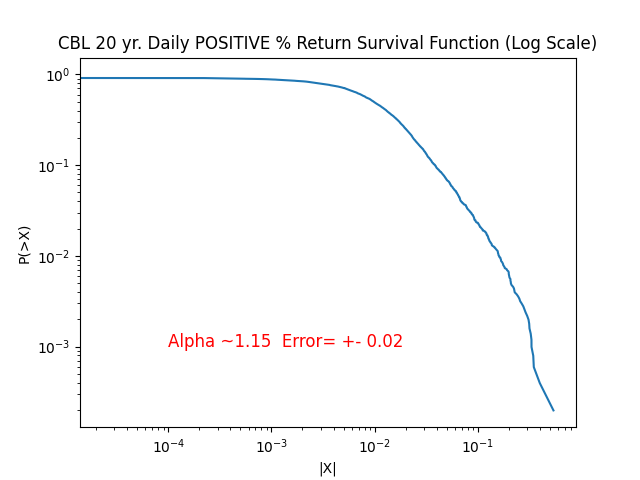 CBL 20 yr. Daily POSITIVE % Return Survival Function (Log Scale)
10⁰
10⁻¹
10⁻²
10⁻³
P(>X)
Alpha ~1.15  Error= +- 0.02
10⁻⁴ 10⁻³ 10⁻² 10⁻¹
|X|